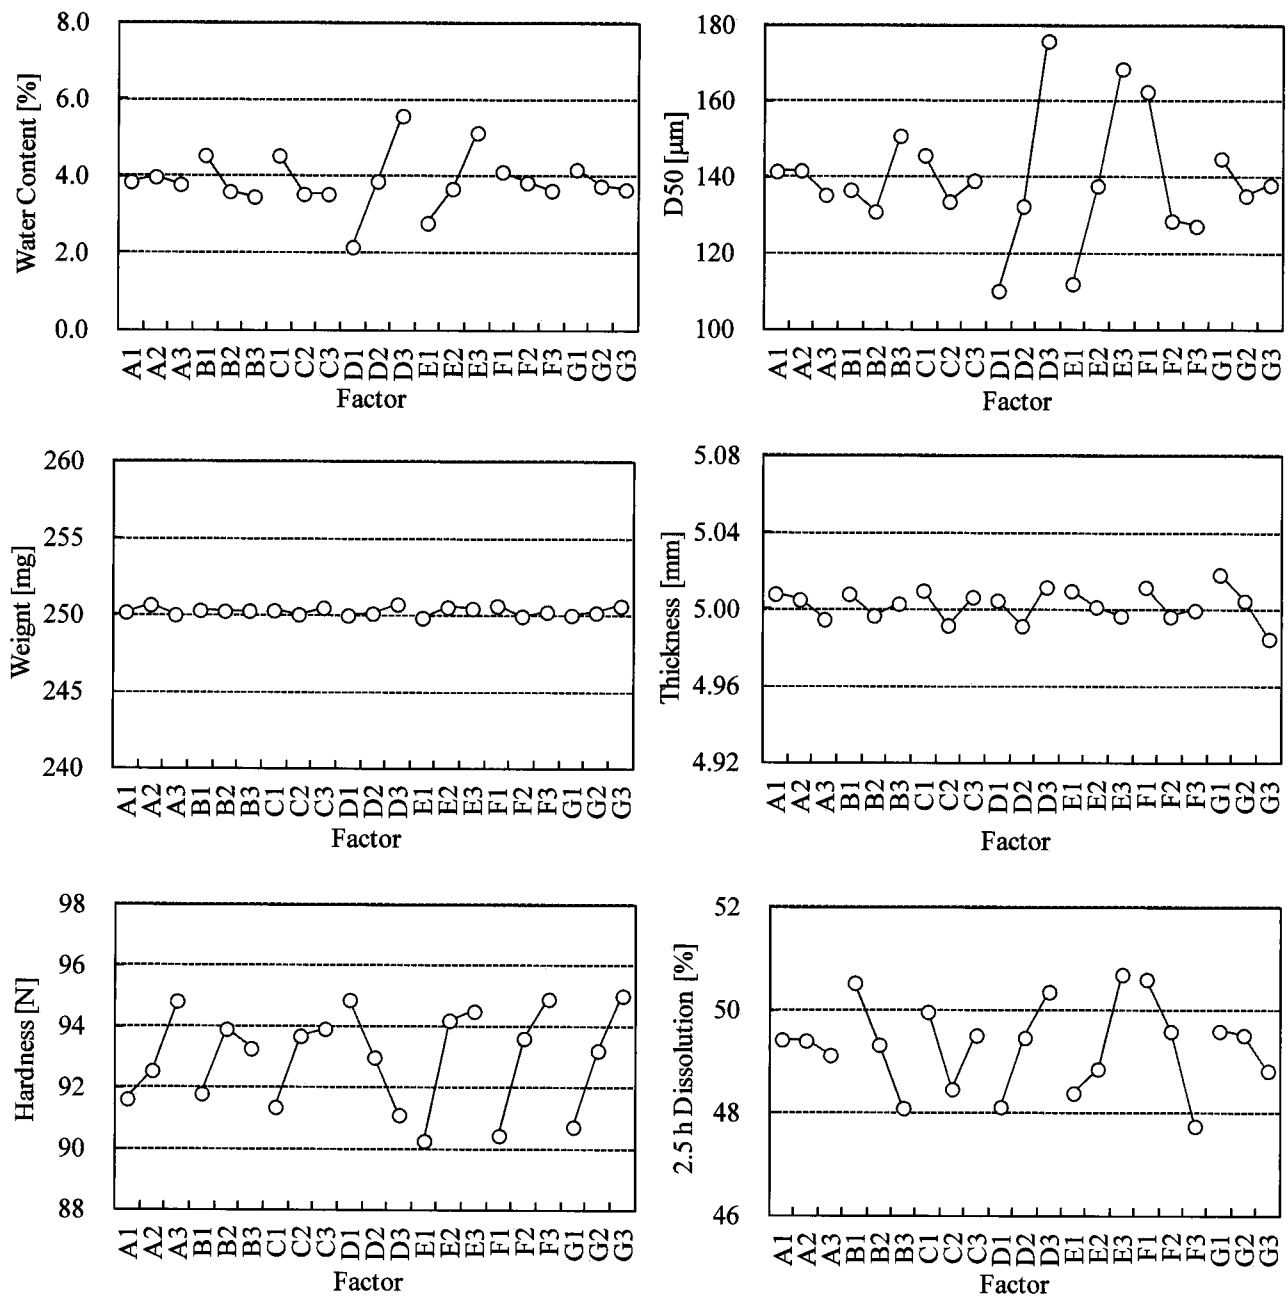 Water Content [%]
8.0
6.0
4.0
2.0
0.0
A1 A2 A3 B1 B2 B3 C1 C2 C3 D1 D2 D3 E1 E2 E3 F1 F2 F3 G1 G2 G3
Factor
D50 [μm]
180
160
140
120
100
A1 A2 A3 B1 B2 B3 C1 C2 C3 D1 D2 D3 E1 E2 E3 F1 F2 F3 G1 G2 G3
Factor
Weignt [mg]
260
255
250
245
240
A1 A2 A3 B1 B2 B3 C1 C2 C3 D1 D2 D3 E1 E2 E3 F1 F2 F3 G1 G2 G3
Factor
Thickness [mm]
5.08
5.04
5.00
4.96
4.92
A1 A2 A3 B1 B2 B3 C1 C2 C3 D1 D2 D3 E1 E2 E3 F1 F2 F3 G1 G2 G3
Factor
Hardness [N]
98
96
94
92
90
88
A1 A2 A3 B1 B2 B3 C1 C2 C3 D1 D2 D3 E1 E2 E3 F1 F2 F3 G1 G2 G3
Factor
2.5 h Dissolution [%]
52
50
48
46
A1 A2 A3 B1 B2 B3 C1 C2 C3 D1 D2 D3 E1 E2 E3 F1 F2 F3 G1 G2 G3
Factor